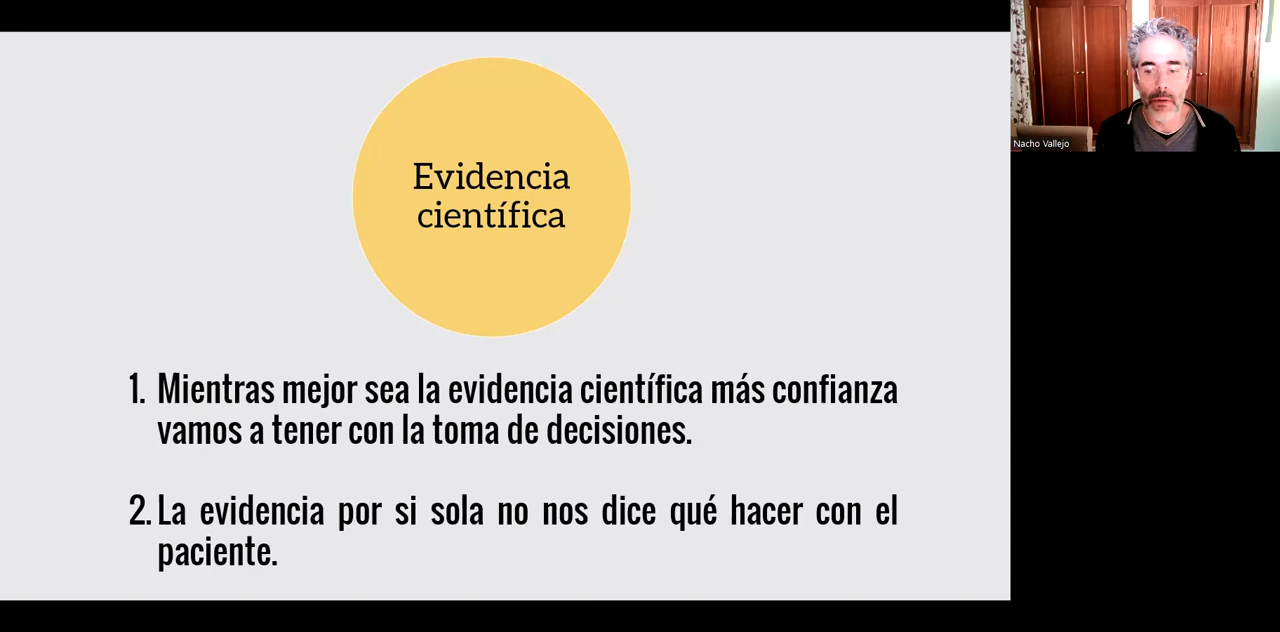 Evidencia
científica
1. Mientras mejor sea la evidencia científica más confianza
vamos a tener con la toma de decisiones.
2. La evidencia por si sola no nos dice qué hacer con el
paciente.
Nacho Vallejo